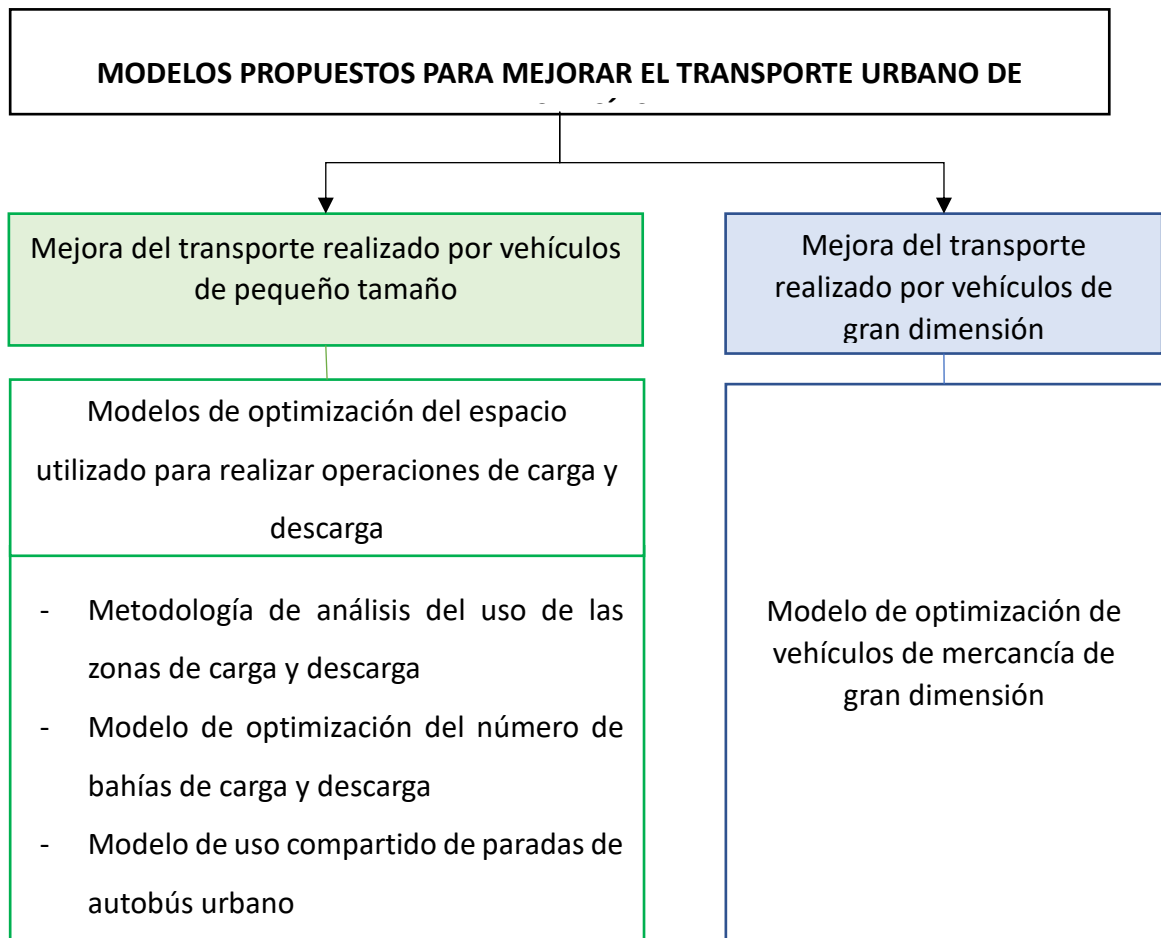 MODELOS PROPUESTOS PARA MEJORAR EL TRANSPORTE URBANO DE
Mejora del transporte realizado por vehículos
de pequeño tamaño
Mejora del transporte
realizado por vehículos de
gran dimensión
Modelos de optimización del espacio
utilizado para realizar operaciones de carga y
descarga
- Metodología de análisis del uso de las
zonas de carga y descarga
- Modelo de optimización del número de
bahías de carga y descarga
- Modelo de uso compartido de paradas de
autobús urbano
Modelo de optimización de
vehículos de mercancía de
gran dimensión